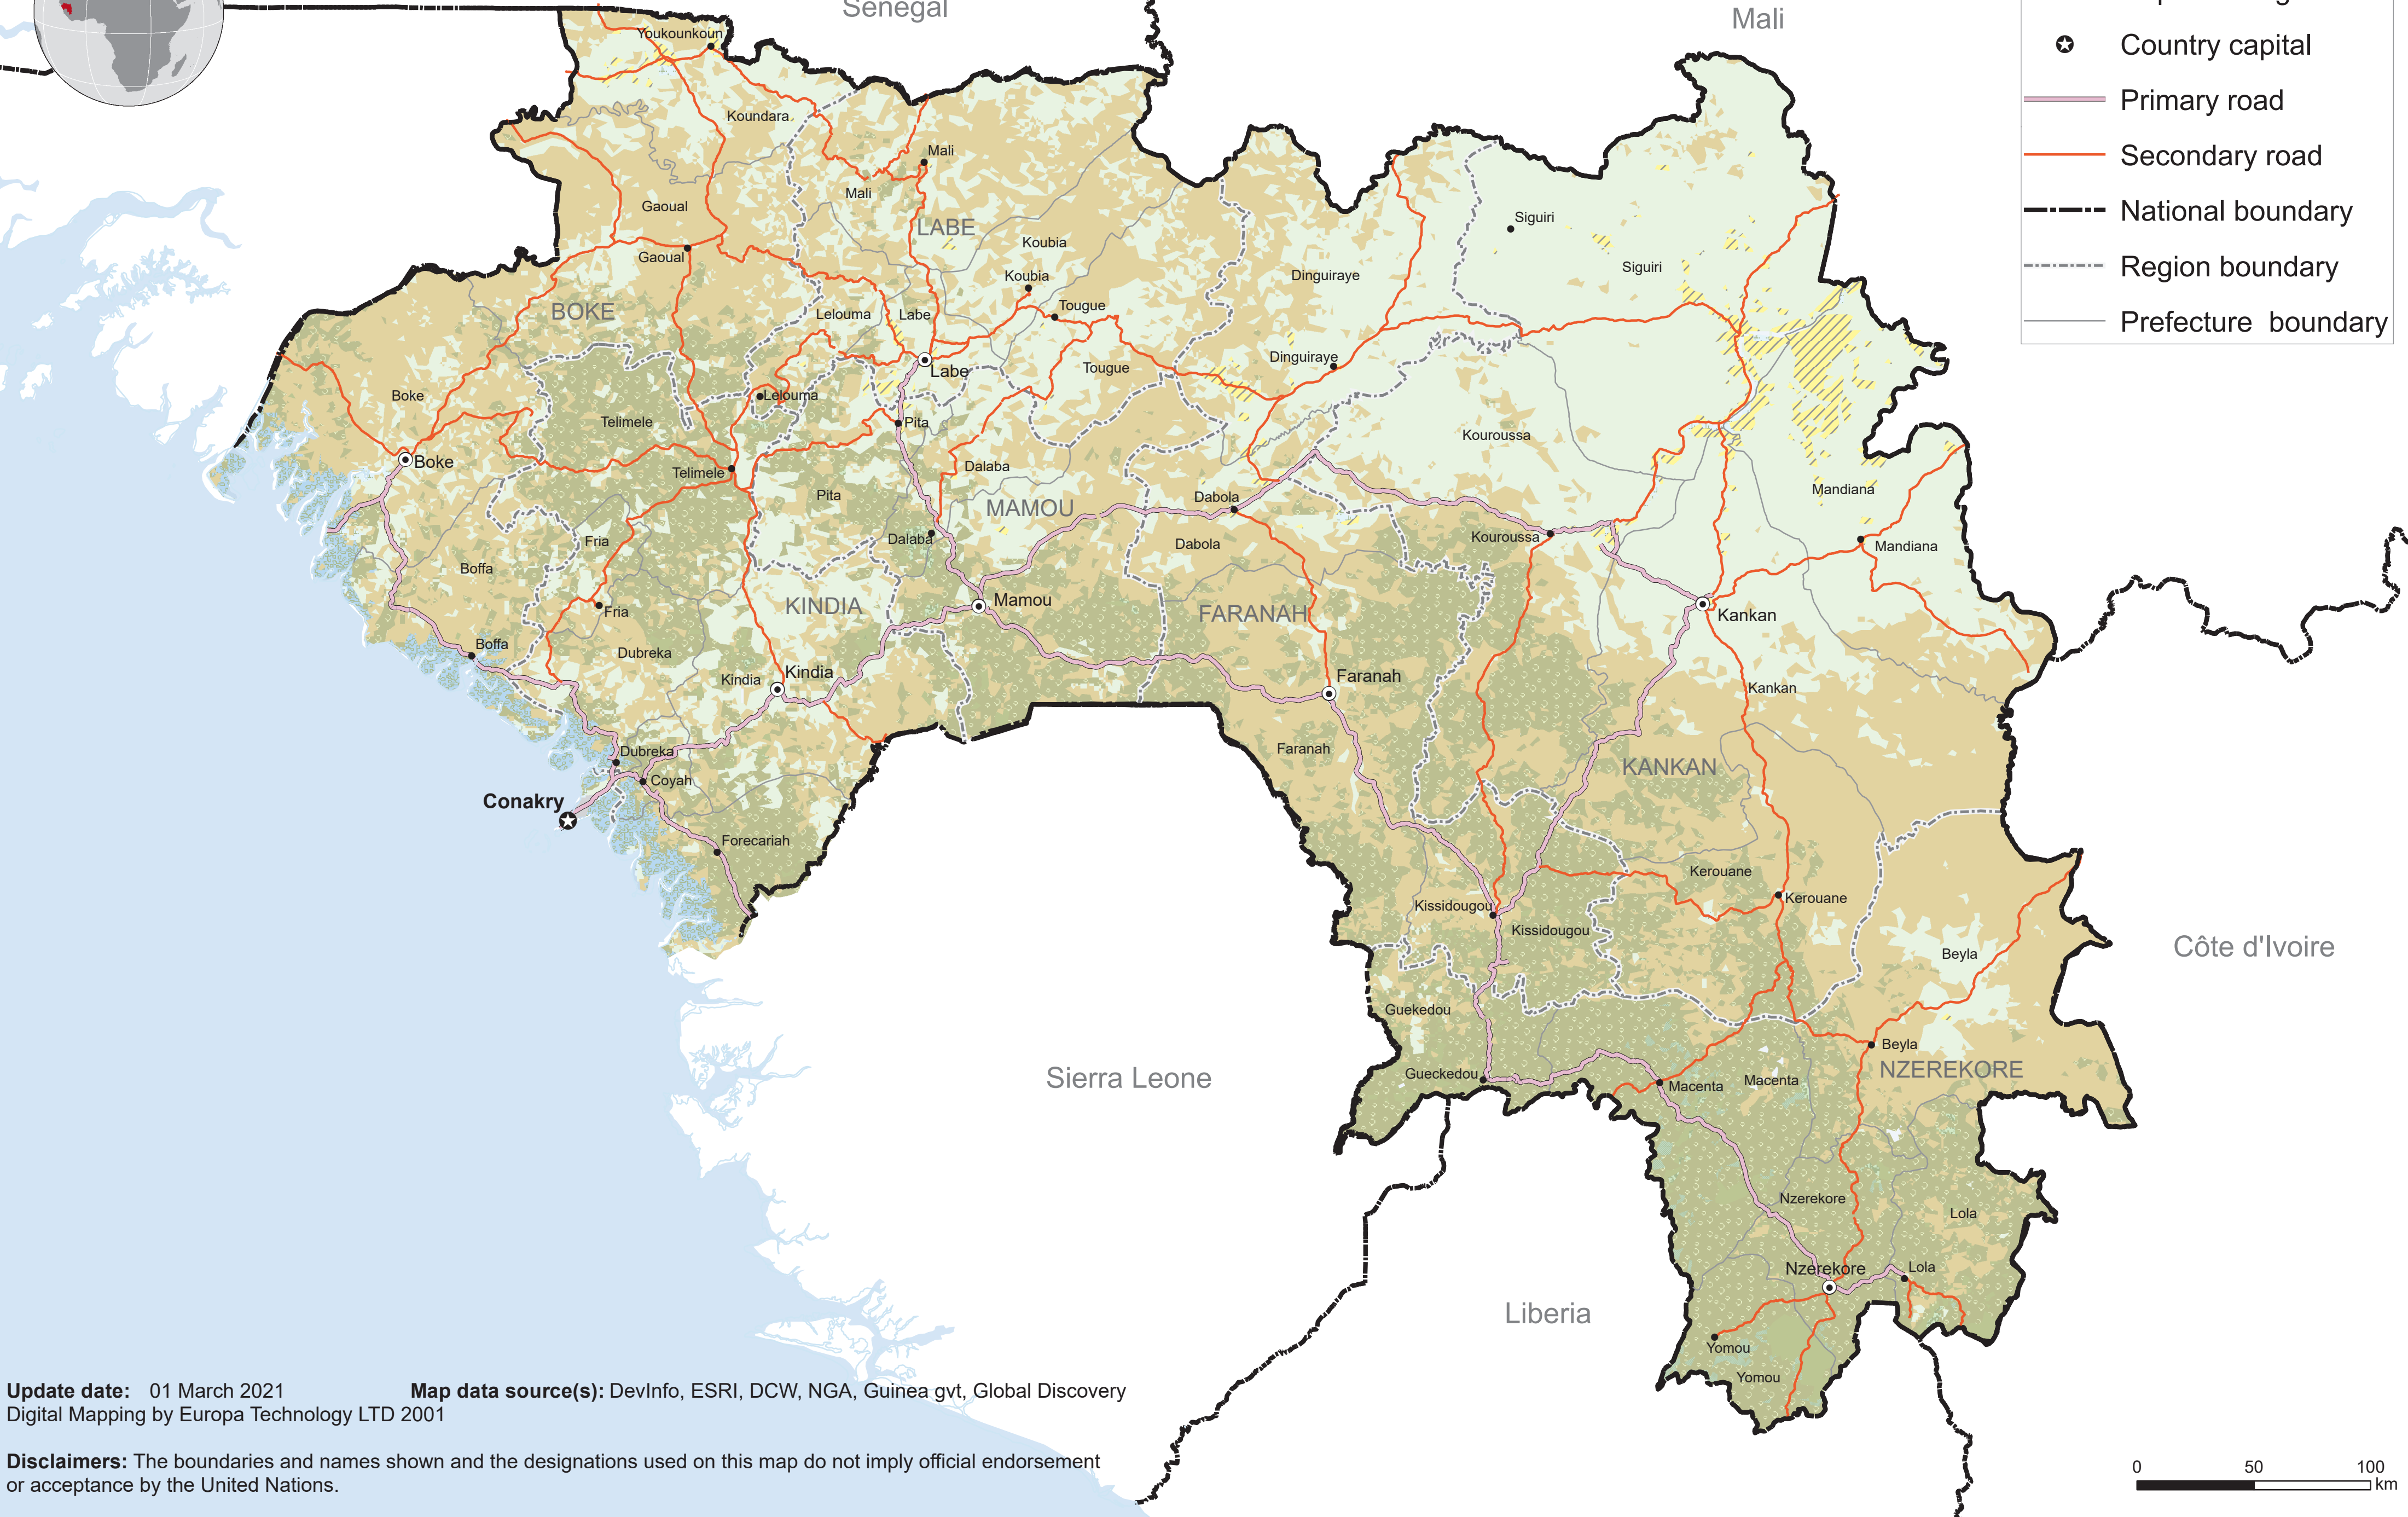 Senegal
Mali
Country capital
Primary road
Secondary road
National boundary
Region boundary
Prefecture boundary
Youkounkoun
Koundara
Mali
Mali
Gaoual
LABE
Siguiri
Koubia
Gaoual
Siguiri
Koubia
Dinguiraye
Tougue
BOKE
Lelouma
Labe
Dinguiraye
Labe
Tougue
Boke
Lelouma
Telimele
Pita
Kouroussa
Boke
Dalaba
Telimele
Mandiana
Pita
Dabola
MAMOU
Kouroussa
Fria
Dalaba
Dabola
Mandiana
Boffa
Mamou
KINDIA
Fria
FARANAH
Kankan
Boffa
Dubreka
Kindia
Kindia
Faranah
Kankan
Dubreka
Faranah
KANKAN
Coyah
Conakry
Forecariah
Kerouane
Kerouane
Kissidougou
Kissidougou
Côte d'Ivoire
Beyla
Guekedou
Beyla
NZEREKORE
Gueckedou
Sierra Leone
Macenta
Macenta
Nzerekore
Lola
Nzerekore
Lola
Liberia
Yomou
Yomou
Update date: 01 March 2021 Map data source(s): DevInfo, ESRI, DCW, NGA, Guinea gvt, Global Discovery
Digital Mapping by Europa Technology LTD 2001
Disclaimers: The boundaries and names shown and the designations used on this map do not imply official endorsement
or acceptance by the United Nations.
0 50 100
km